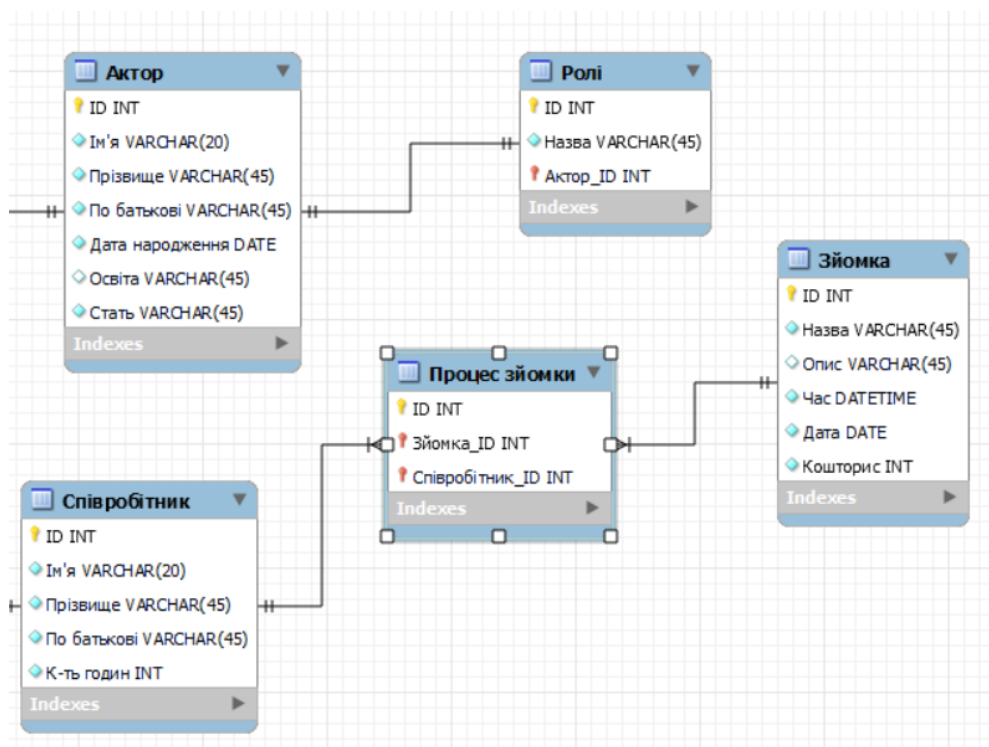 Актор
ID INT
Ім'я VARCHAR(20)
Прізвище VARCHAR(45)
По батькові VARCHAR(45)
Дата народження DATE
Освіта VARCHAR(45)
Стать VARCHAR(45)
Indexes
Ролі
ID INT
Назва VARCHAR(45)
Актор_ID INT
Indexes
Зйомка
ID INT
Назва VARCHAR(45)
Опис VARCHAR(45)
Час DATETIME
Дата DATE
Кошторис INT
Indexes
Процес зйомки
ID INT
Зйомка_ID INT
Співробітник_ID INT
Indexes
Співробітник
ID INT
Ім'я VARCHAR(20)
Прізвище VARCHAR(45)
По батькові VARCHAR(45)
К-ть годин INT
Indexes